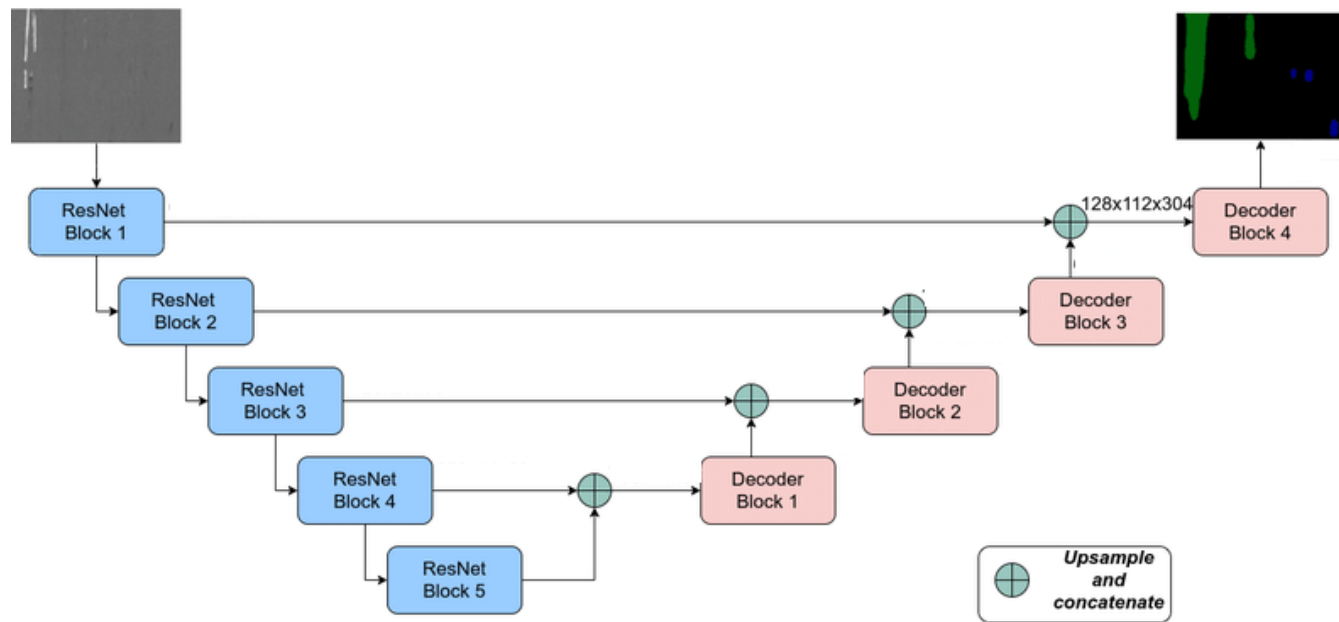 128x112x304
ResNet
Block 1
Decoder
Block 4
ResNet
Block 2
Decoder
Block 3
ResNet
Block 3
Decoder
Block 2
ResNet
Block 4
Decoder
Block 1
ResNet
Block 5
Upsample
and
concatenate